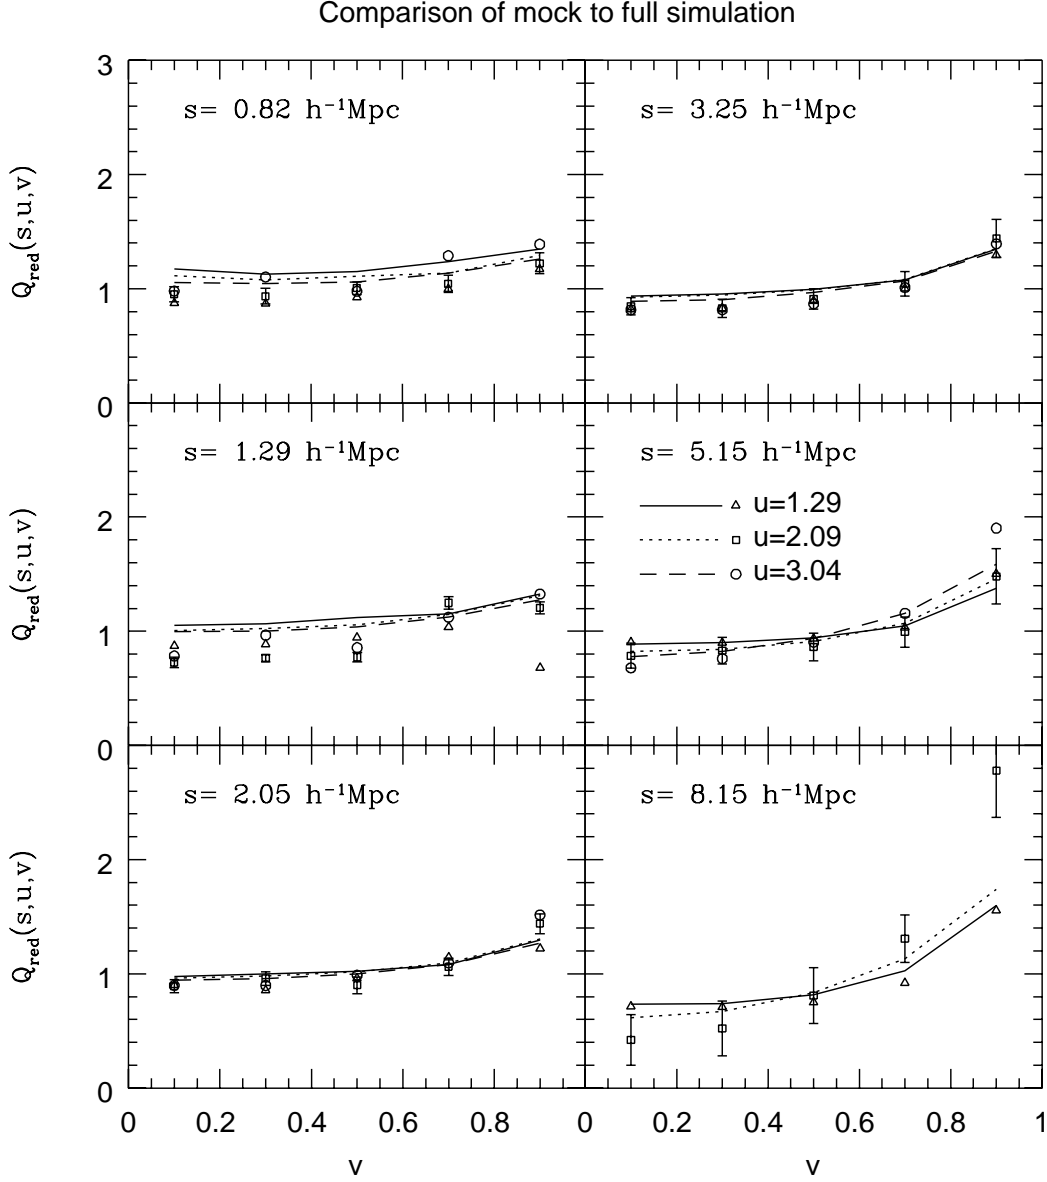 Comparison of mock to full simulation
3
s= 0.82 h⁻¹Mpc
s= 3.25 h⁻¹Mpc
2
Q_red(s,u,v)
1
0
s= 1.29 h⁻¹Mpc
s= 5.15 h⁻¹Mpc
u=1.29
2
u=2.09
u=3.04
Q_red(s,u,v)
1
0
s= 2.05 h⁻¹Mpc
s= 8.15 h⁻¹Mpc
2
Q_red(s,u,v)
1
0
0 0.2 0.4 0.6 0.8 0 0.2 0.4 0.6 0.8 1
v v